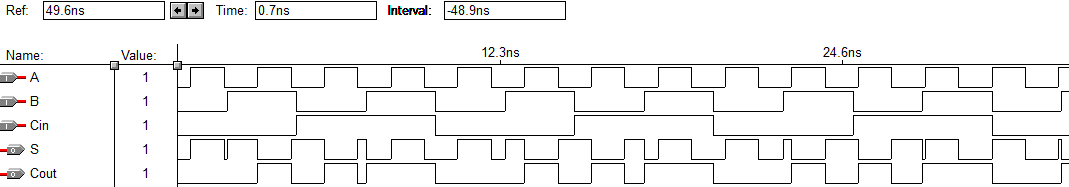 Ref: 49.6ns Time: 0.7ns Interval: -48.9ns
12.3ns 24.6ns
Name: Value:
A 1
B 1
Cin 1
S 1
Cout 1